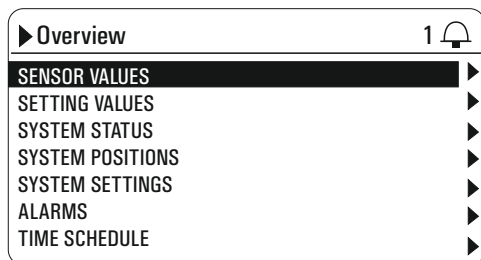 Overview 1
SENSOR VALUES
SETTING VALUES
SYSTEM STATUS
SYSTEM POSITIONS
SYSTEM SETTINGS
ALARMS
TIME SCHEDULE